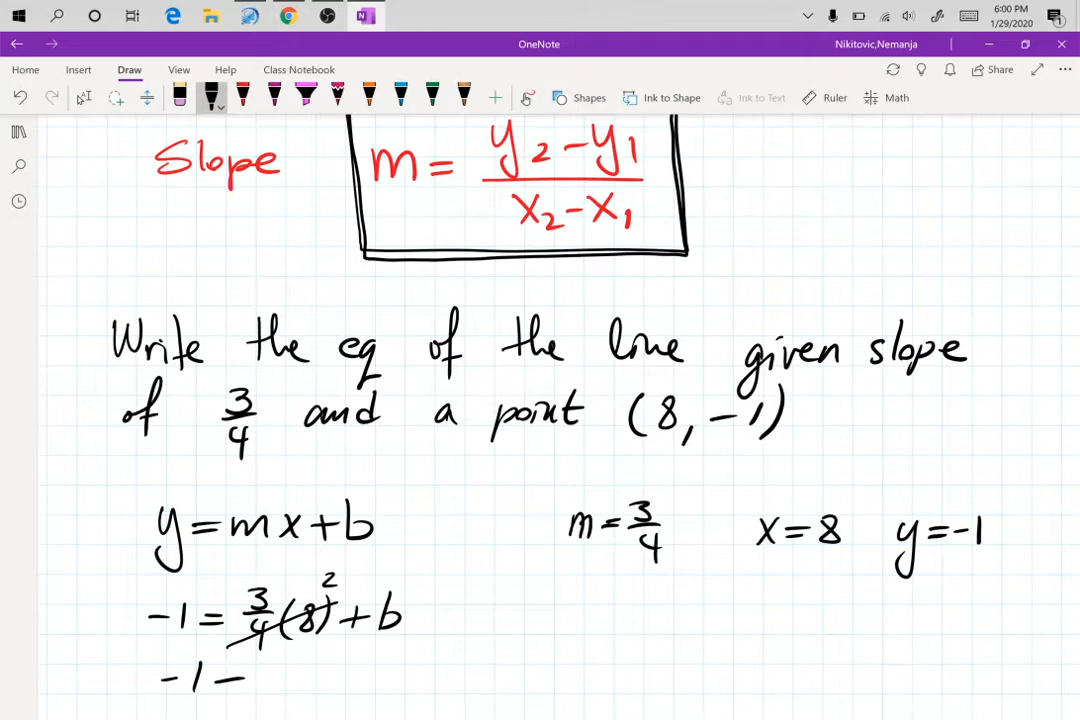 6:00 PM
1/29/2020
OneNote
Nikitovic,Nemanja
Home Insert Draw View Help Class Notebook Share
Shapes Ink to Shape Ink to Text Ruler Math
Slope m = y2 - y1 / x2 - x1
Write the eq of the line given slope
of 3/4 and a point (8, -1)
y = mx + b m = 3/4 x = 8 y = -1
-1 = 3/4 (8) 2 + b
-1 -